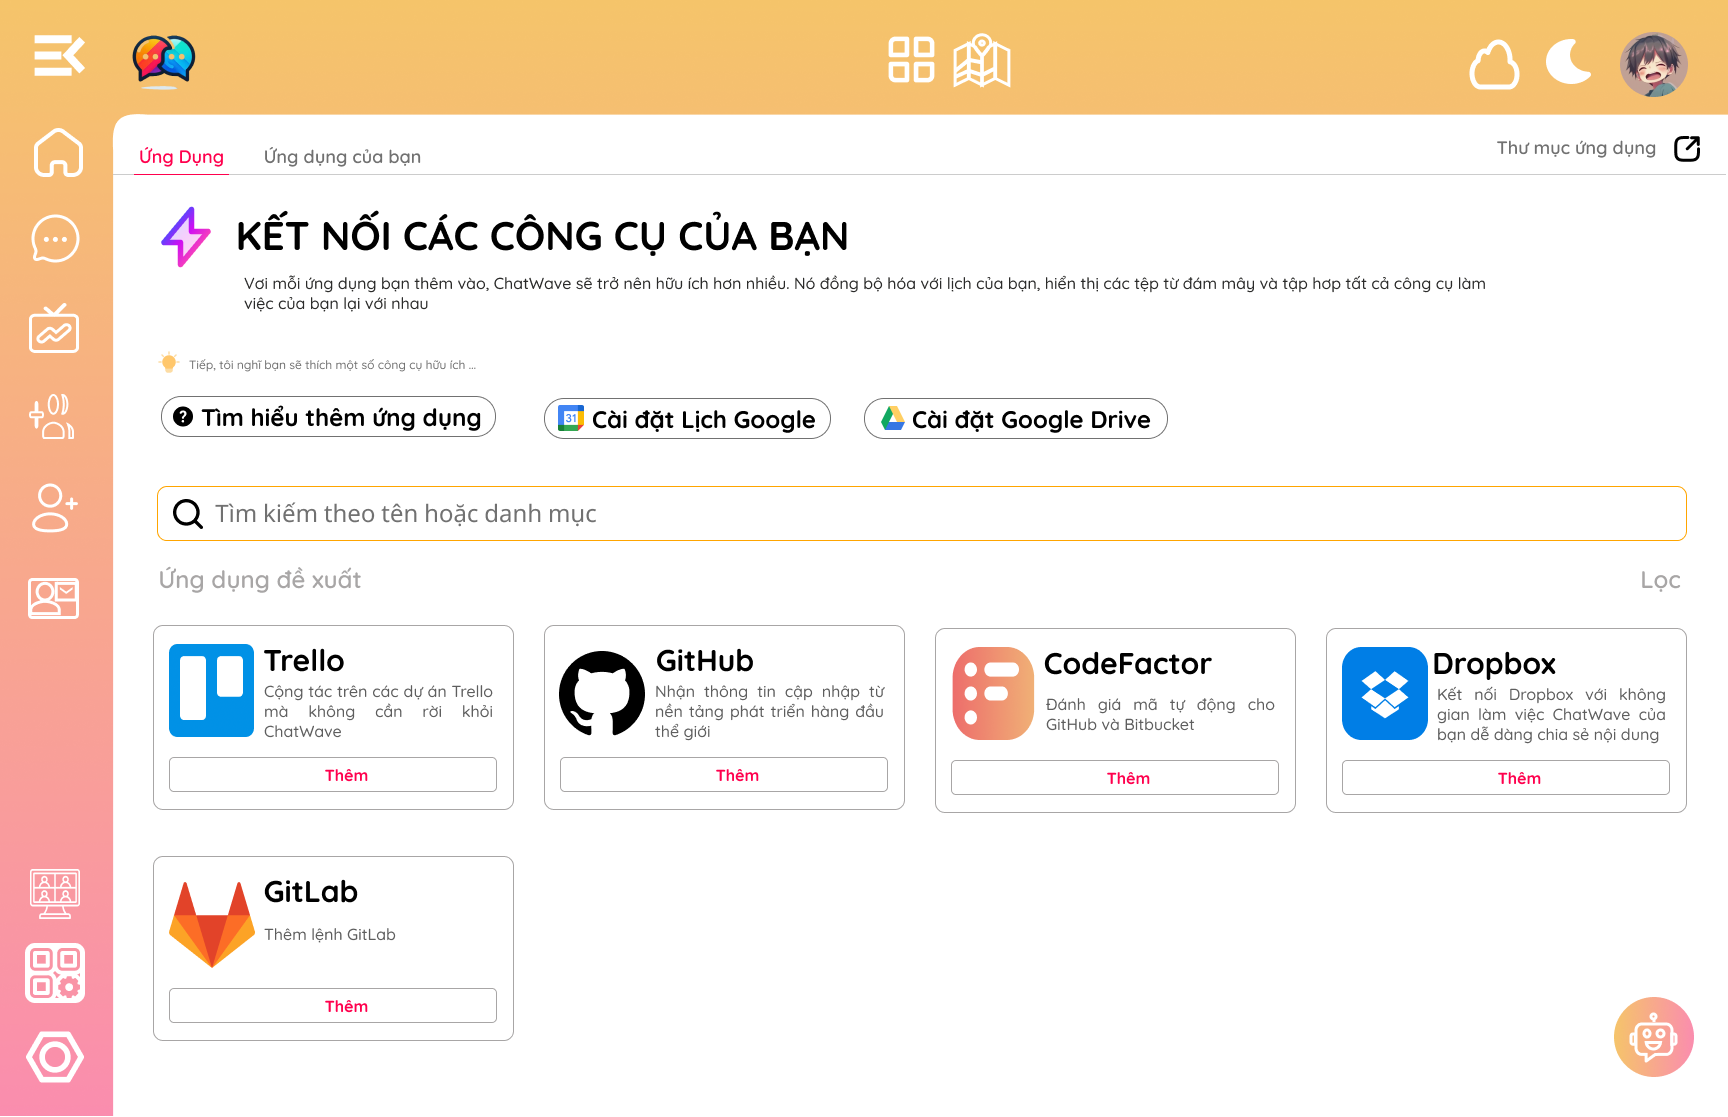 Ứng Dụng
Ứng dụng của bạn
Thư mục ứng dụng
KẾT NỐI CÁC CÔNG CỤ CỦA BẠN
Vơi mỗi ứng dụng bạn thêm vào, ChatWave sẽ trở nên hữu ích hơn nhiều. Nó đồng bộ hóa với lịch của bạn, hiển thị các tệp từ đám mây và tập hơp tất cả công cụ làm
việc của bạn lại với nhau
Tiếp, tôi nghĩ bạn sẽ thích một số công cụ hữu ích ...
Tìm hiểu thêm ứng dụng
31
Cài đặt Lịch Google
Cài đặt Google Drive
Tìm kiếm theo tên hoặc danh mục
Ứng dụng đề xuất
Lọc
Trello
Cộng tác trên các dự án Trello
mà không cần rời khỏi
ChatWave
Thêm
GitHub
Nhận thông tin cập nhập từ
nền tảng phát triển hàng đầu
thể giới
Thêm
CodeFactor
Đánh giá mã tự động cho
GitHub và Bitbucket
Thêm
Dropbox
Kết nối Dropbox với không
gian làm việc ChatWave của
bạn dễ dàng chia sẻ nội dung
Thêm
GitLab
Thêm lệnh GitLab
Thêm